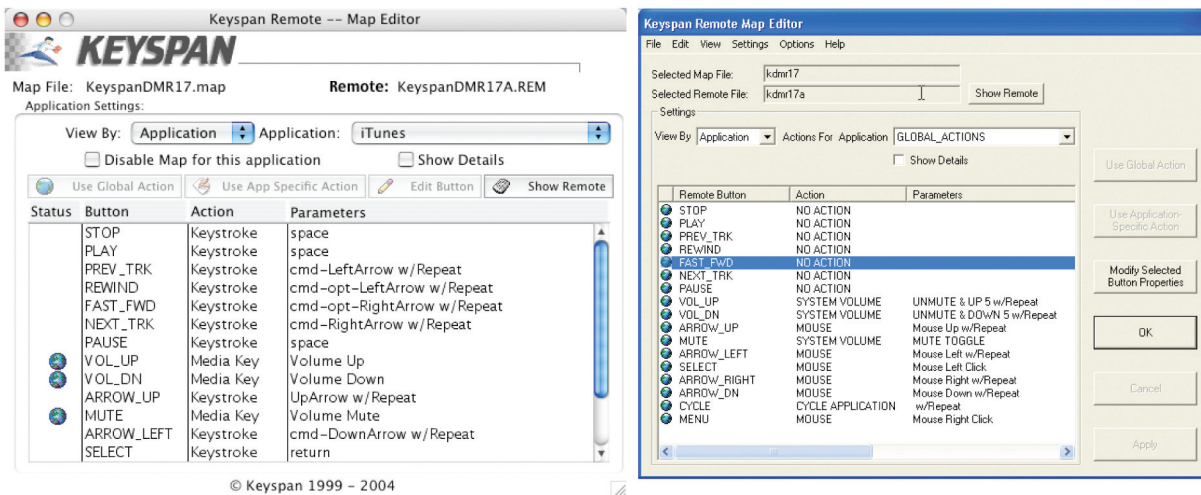 Keyspan Remote -- Map Editor
KEYSPAN
Map File: KeyspanDMR17.map Remote: KeyspanDMR17A.REM
Application Settings:
View By: Application Application: iTunes
Disable Map for this application Show Details
Use Global Action Use App Specific Action Edit Button Show Remote
Status Button Action Parameters
STOP Keystroke space
PLAY Keystroke space
PREV_TRK Keystroke cmd-LeftArrow w/Repeat
REWIND Keystroke cmd-opt-LeftArrow w/Repeat
FAST_FWD Keystroke cmd-opt-RightArrow w/Repeat
NEXT_TRK Keystroke cmd-RightArrow w/Repeat
PAUSE Keystroke space
VOL_UP Media Key Volume Up
VOL_DN Media Key Volume Down
ARROW_UP Keystroke UpArrow w/Repeat
MUTE Media Key Volume Mute
ARROW_LEFT Keystroke cmd-DownArrow w/Repeat
SELECT Keystroke return
© Keyspan 1999 - 2004
Keyspan Remote Map Editor
File Edit View Settings Options Help
Selected Map File: kdmr17
Selected Remote File: kdmr17a Show Remote
Settings
View By Application Actions For Application GLOBAL_ACTIONS
Show Details
Remote Button Action Parameters
STOP NO ACTION
PLAY NO ACTION
PREV_TRK NO ACTION
REWIND NO ACTION
FAST_FWD NO ACTION
NEXT_TRK NO ACTION
PAUSE NO ACTION
VOL_UP SYSTEM VOLUME UNMUTE & UP 5 w/Repeat
VOL_DN SYSTEM VOLUME UNMUTE & DOWN 5 w/Repeat
ARROW_UP MOUSE Mouse Up w/Repeat
MUTE SYSTEM VOLUME MUTE TOGGLE
ARROW_LEFT MOUSE Mouse Left w/Repeat
SELECT MOUSE Mouse Left Click
ARROW_RIGHT MOUSE Mouse Right w/Repeat
ARROW_DN MOUSE Mouse Down w/Repeat
CYCLE CYCLE APPLICATION w/Repeat
MENU MOUSE Mouse Right Click
Use Global Action
Use Application-
Specific Action
Modify Selected
Button Properties
OK
Cancel
Apply